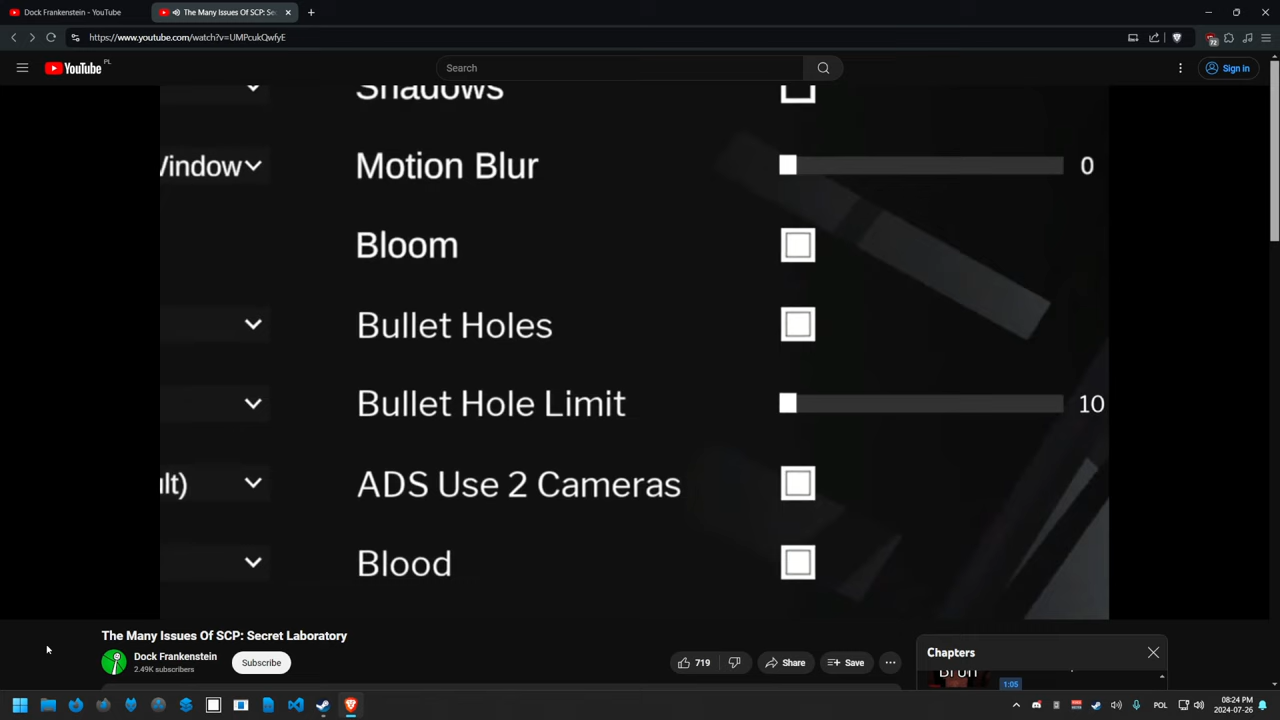 Dock Frankenstein - YouTube
The Many Issues Of SCP: Sec
https://www.youtube.com/watch?v=UMPcukQwfyE
72
YouTube PL
Search
Sign in
Shadows
Window
Motion Blur
0
Bloom
Bullet Holes
Bullet Hole Limit
10
ult)
ADS Use 2 Cameras
Blood
The Many Issues Of SCP: Secret Laboratory
Dock Frankenstein
2.49K subscribers
Subscribe
719
Share
Save
Chapters
1:05
POL
08:24 PM
2024-07-26